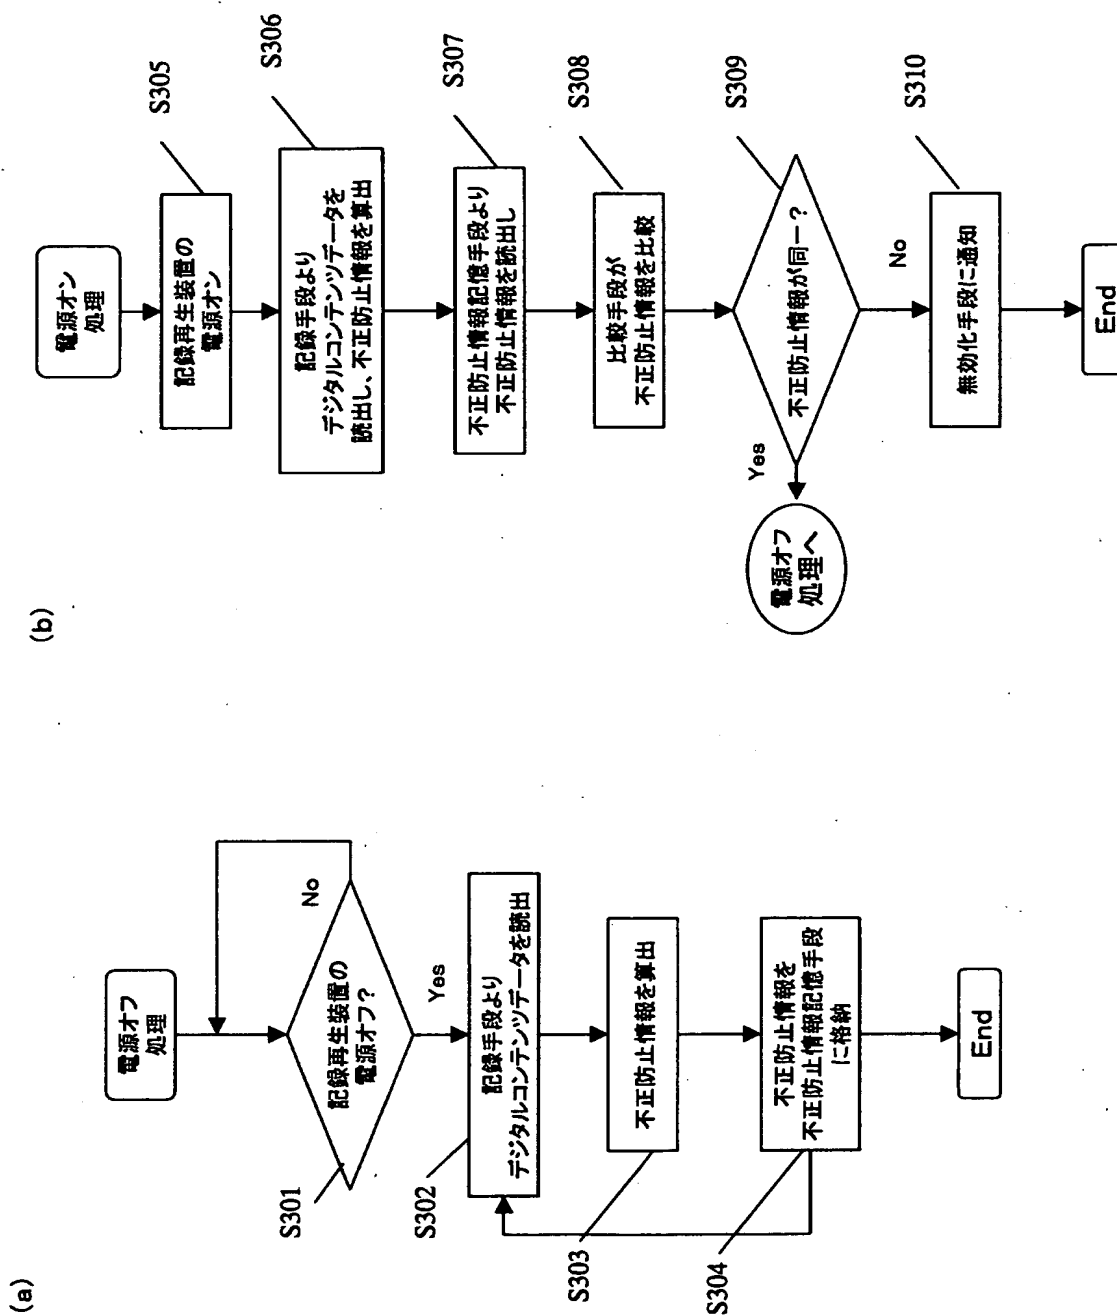 (a)
電源オフ
処理
記録再生装置の
電源オフ?
No
Yes
S301
記録手段より
デジタルコンテンツデータを読出
S302
不正防止情報を算出
S303
不正防止情報を
不正防止情報記憶手段
に格納
S304
End
(b)
電源オン
処理
記録再生装置の
電源オン
S305
記録手段より
デジタルコンテンツデータを
読出し、不正防止情報を算出
S306
不正防止情報記憶手段より
不正防止情報を読出し
S307
比較手段が
不正防止情報を比較
S308
不正防止情報が同一?
S309
Yes
No
電源オフ
処理へ
無効化手段に通知
S310
End